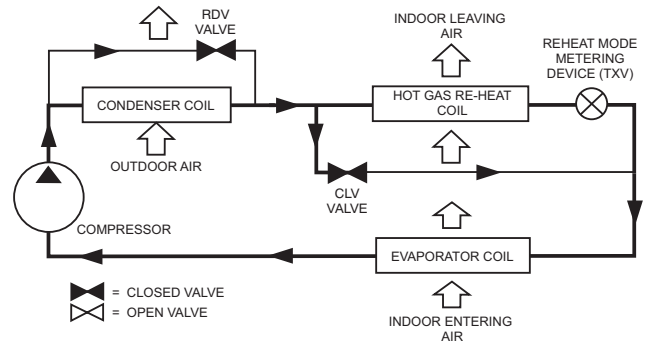 RDV
VALVE
INDOOR LEAVING
AIR
REHEAT MODE
METERING
DEVICE (TXV)
CONDENSER COIL
HOT GAS RE-HEAT
COIL
OUTDOOR AIR
CLV
VALVE
COMPRESSOR
EVAPORATOR COIL
= CLOSED VALVE
= OPEN VALVE
INDOOR ENTERING
AIR